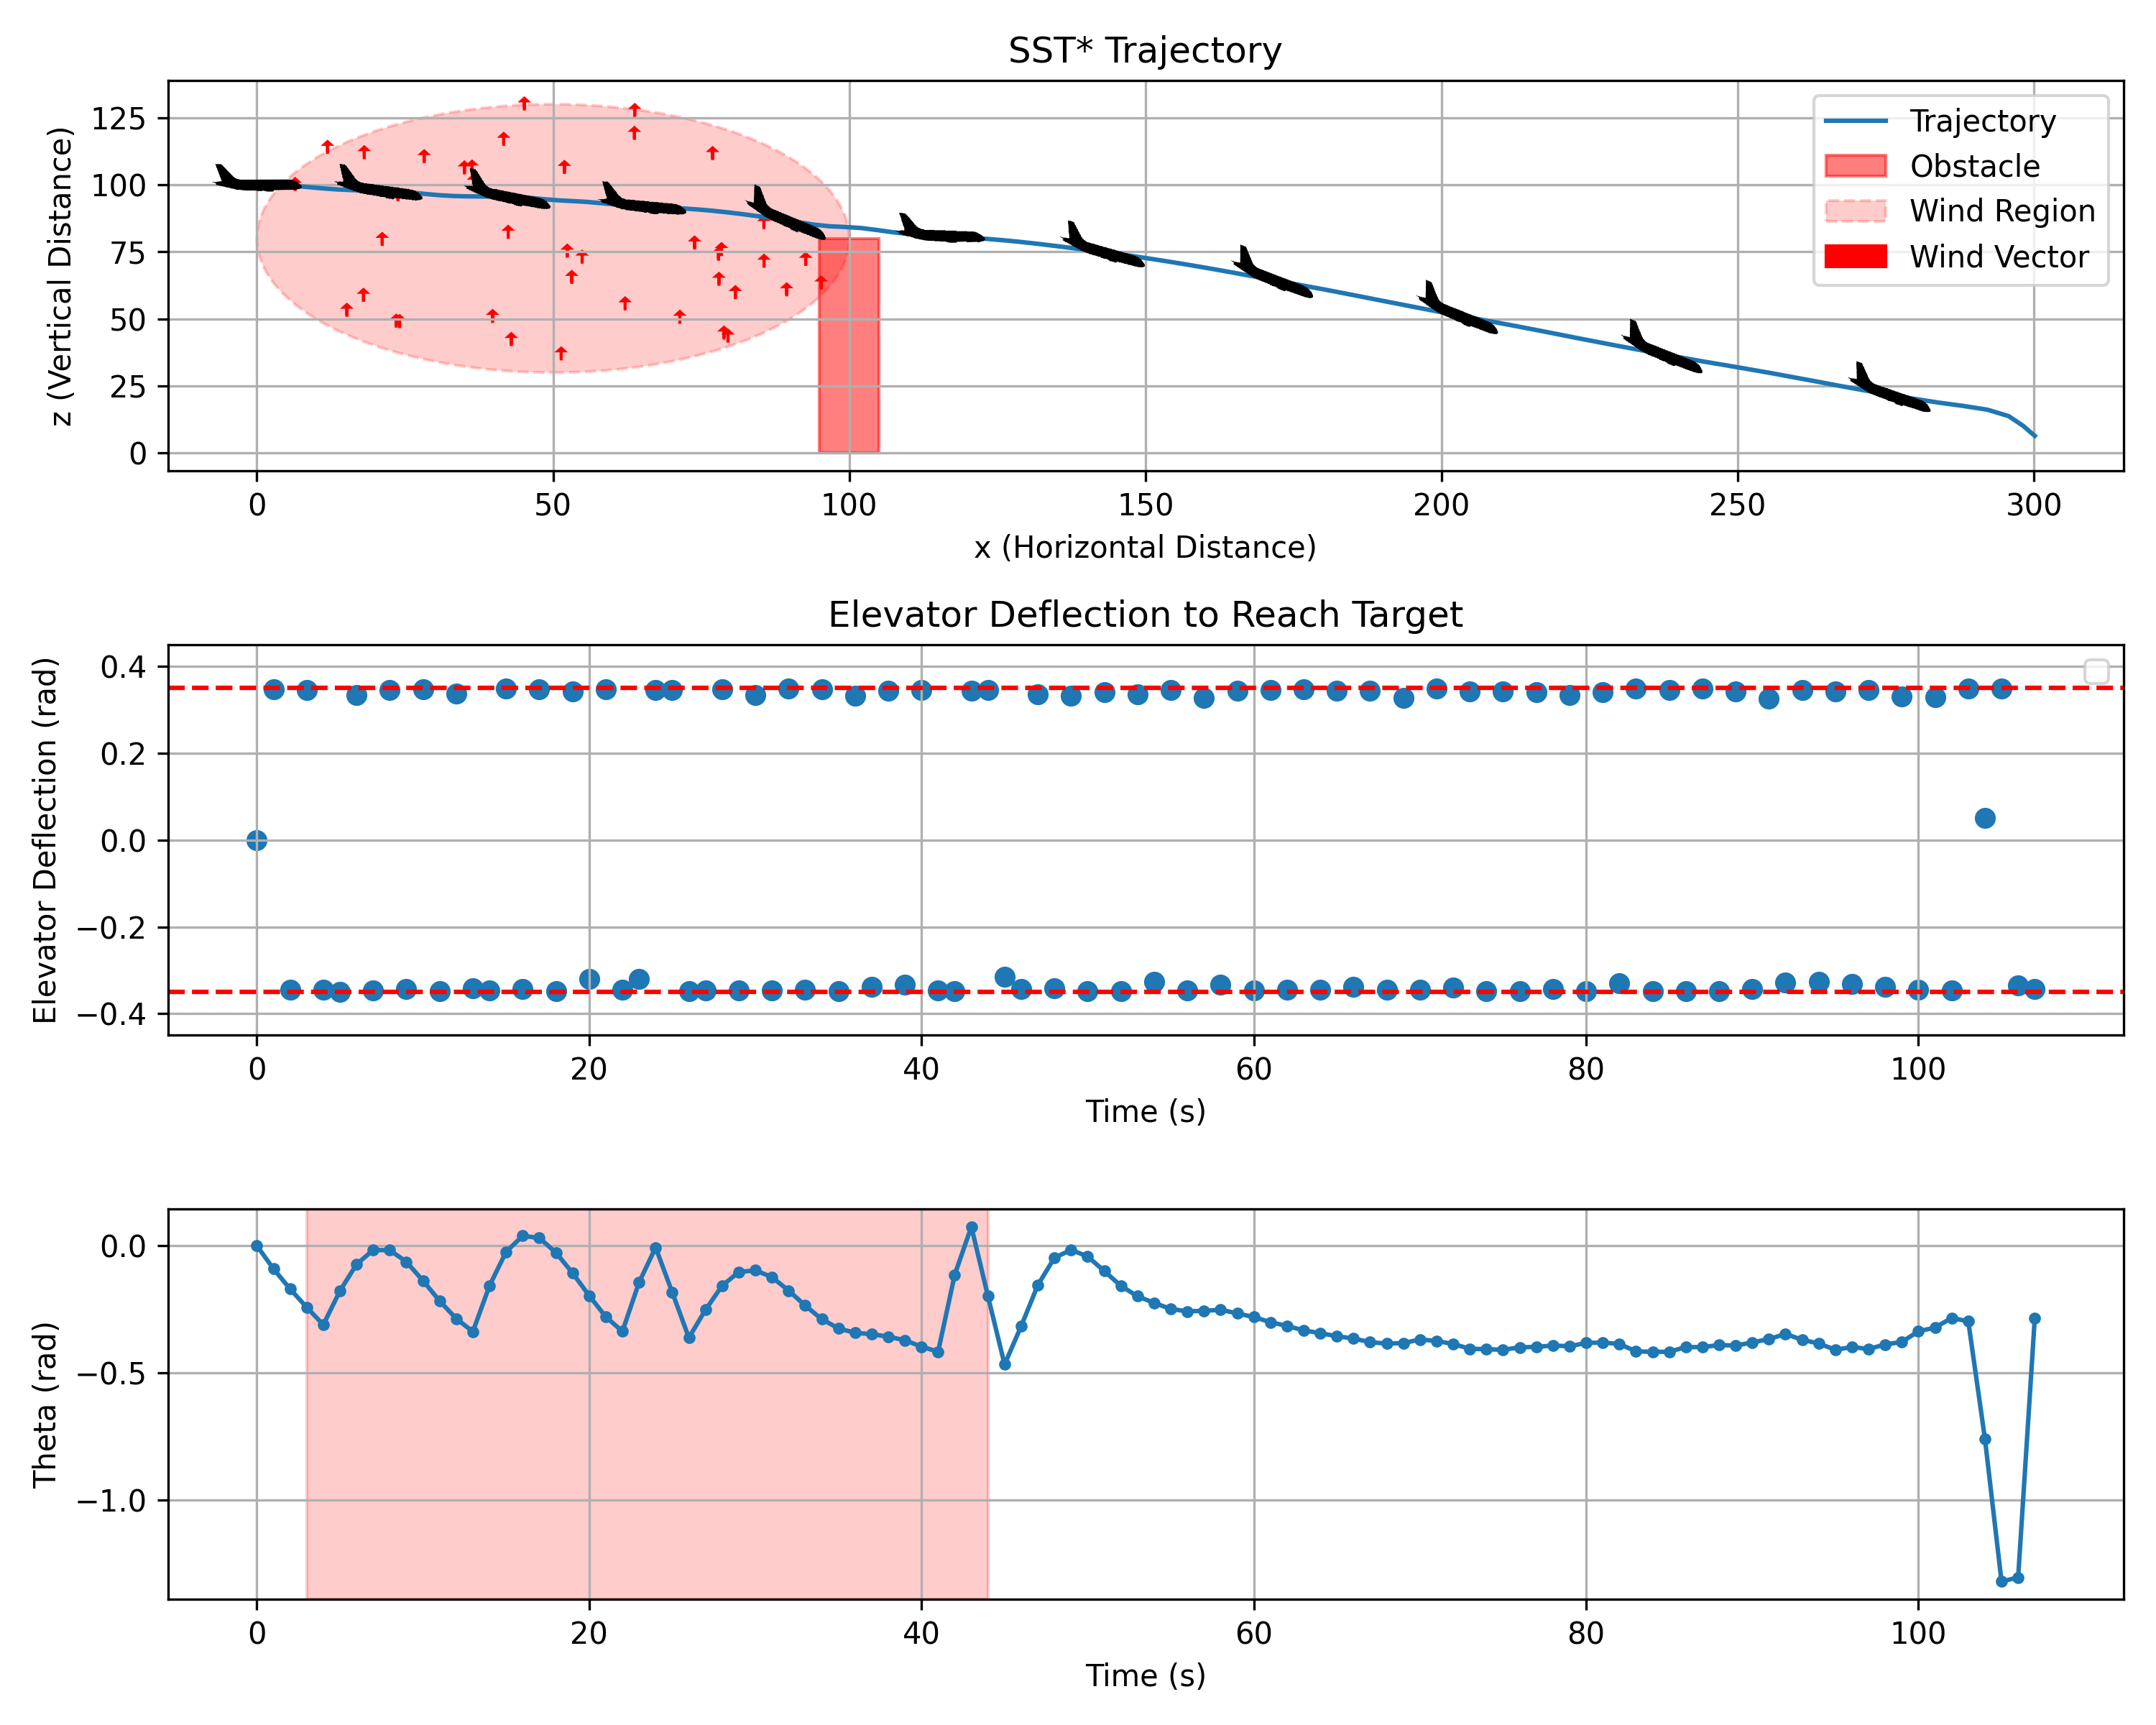 SST* Trajectory
z (Vertical Distance)
125
100
75
50
25
0
Trajectory
Obstacle
Wind Region
Wind Vector
0 50 100 150 200 250 300
x (Horizontal Distance)
Elevator Deflection to Reach Target
Elevator Deflection (rad)
0.4
0.2
0.0
−0.2
−0.4
0 20 40 60 80 100
Time (s)
Theta (rad)
0.0
−0.5
−1.0
0 20 40 60 80 100
Time (s)